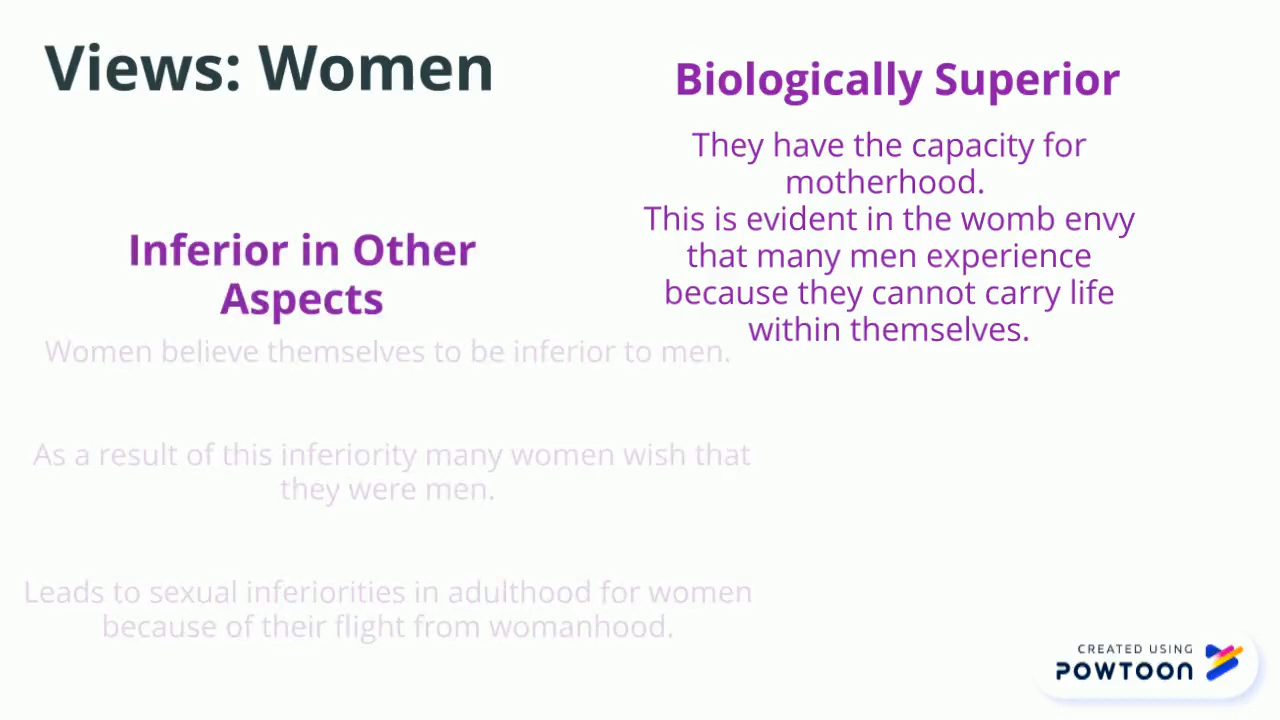 Views: Women
Biologically Superior
They have the capacity for
motherhood.
This is evident in the womb envy
that many men experience
because they cannot carry life
within themselves.
Inferior in Other
Aspects
Women believe themselves to be inferior to men.
As a result of this inferiority many women wish that
they were men.
Leads to sexual inferiorities in adulthood for women
because of their flight from womanhood.
CREATED USING
POWTOON